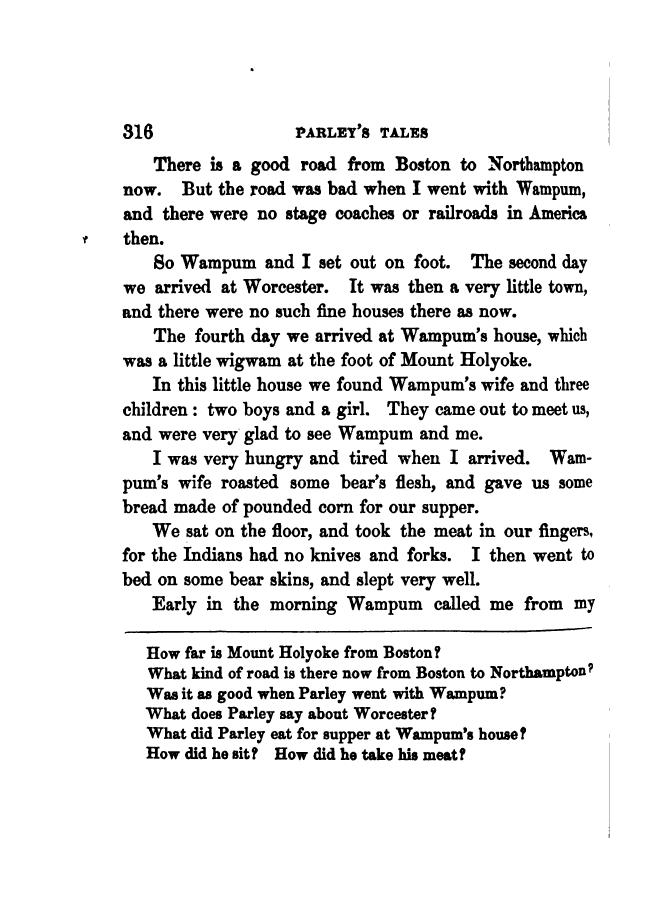 316 PARLEY'S TALES
There is a good road from Boston to Northampton
now. But the road was bad when I went with Wampum,
and there were no stage coaches or railroads in America
then.
So Wampum and I set out on foot. The second day
we arrived at Worcester. It was then a very little town,
and there were no such fine houses there as now.
The fourth day we arrived at Wampum's house, which
was a little wigwam at the foot of Mount Holyoke.
In this little house we found Wampum's wife and three
children : two boys and a girl. They came out to meet us,
and were very glad to see Wampum and me.
I was very hungry and tired when I arrived. Wam-
pum's wife roasted some bear's flesh, and gave us some
bread made of pounded corn for our supper.
We sat on the floor, and took the meat in our fingers,
for the Indians had no knives and forks. I then went to
bed on some bear skins, and slept very well.
Early in the morning Wampum called me from my
How far is Mount Holyoke from Boston?
What kind of road is there now from Boston to Northampton?
Was it as good when Parley went with Wampum?
What does Parley say about Worcester?
What did Parley eat for supper at Wampum's house?
How did he sit? How did he take his meat?